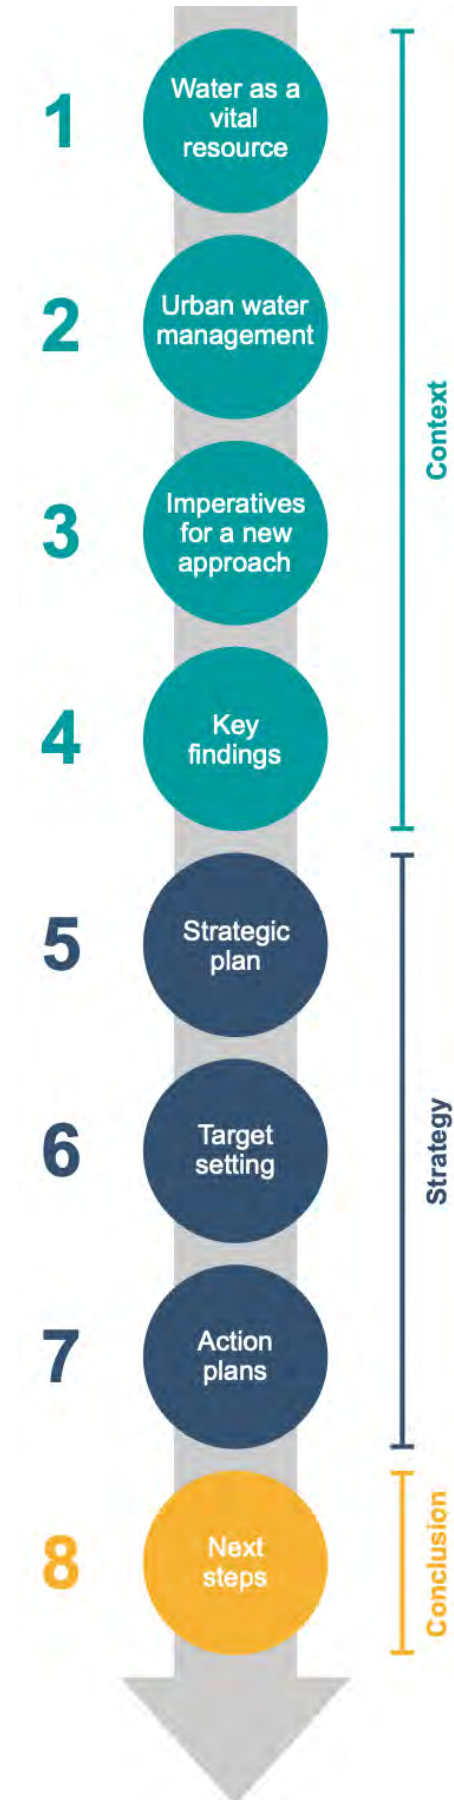 1
Water as a
vital
resource
2
Urban water
management
3
Imperatives
for a new
approach
4
Key
findings
Context
5
Strategic
plan
6
Target
setting
7
Action
plans
Strategy
8
Next
steps
Conclusion